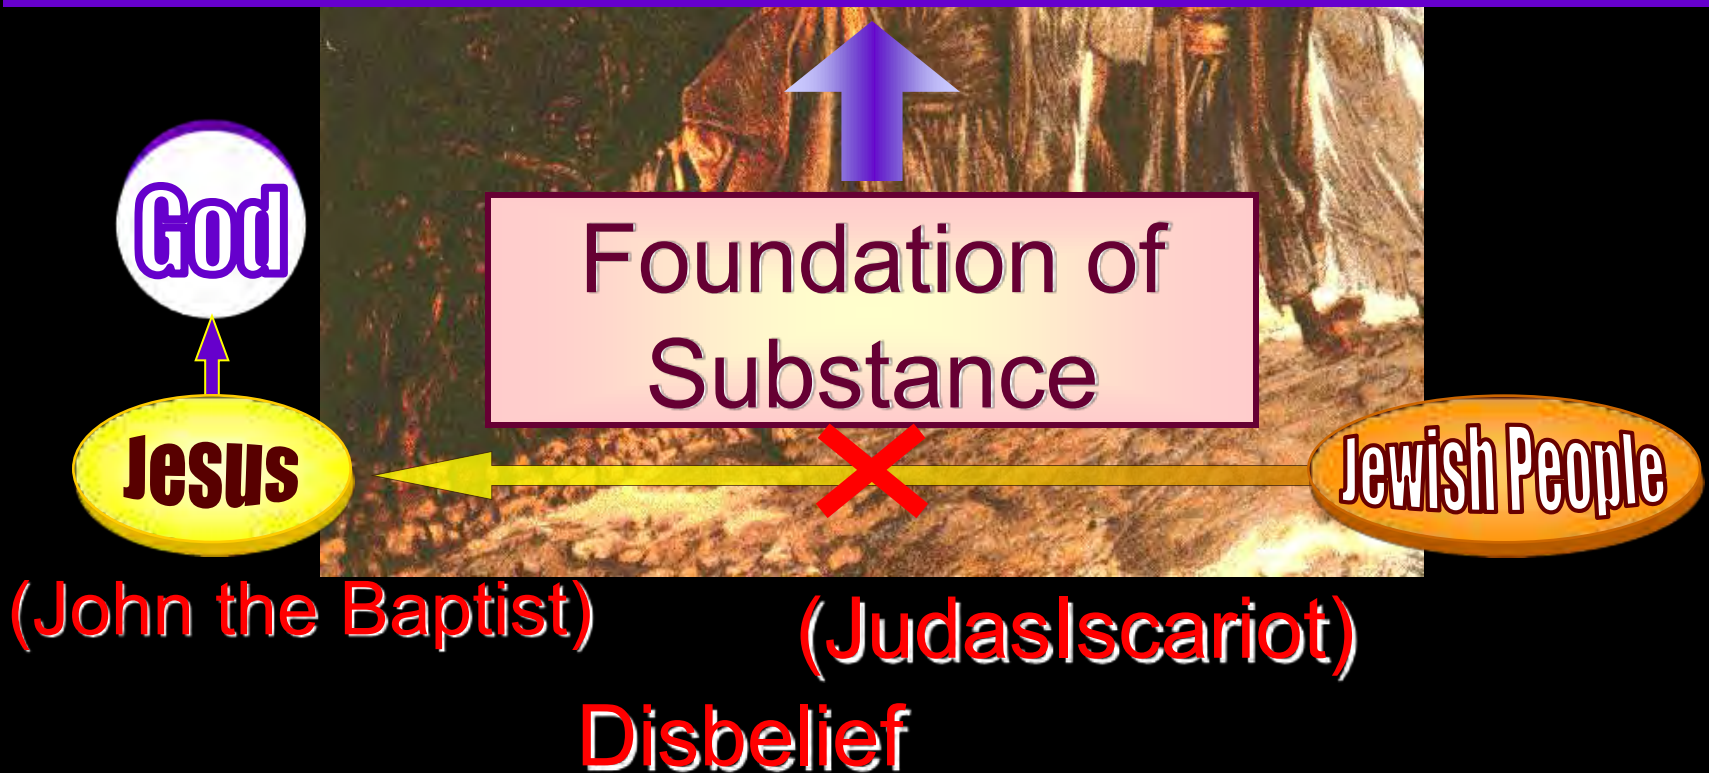 God
Foundation of
Substance
Jesus
Jewish People
(John the Baptist)
(JudasIscariot)
Disbelief